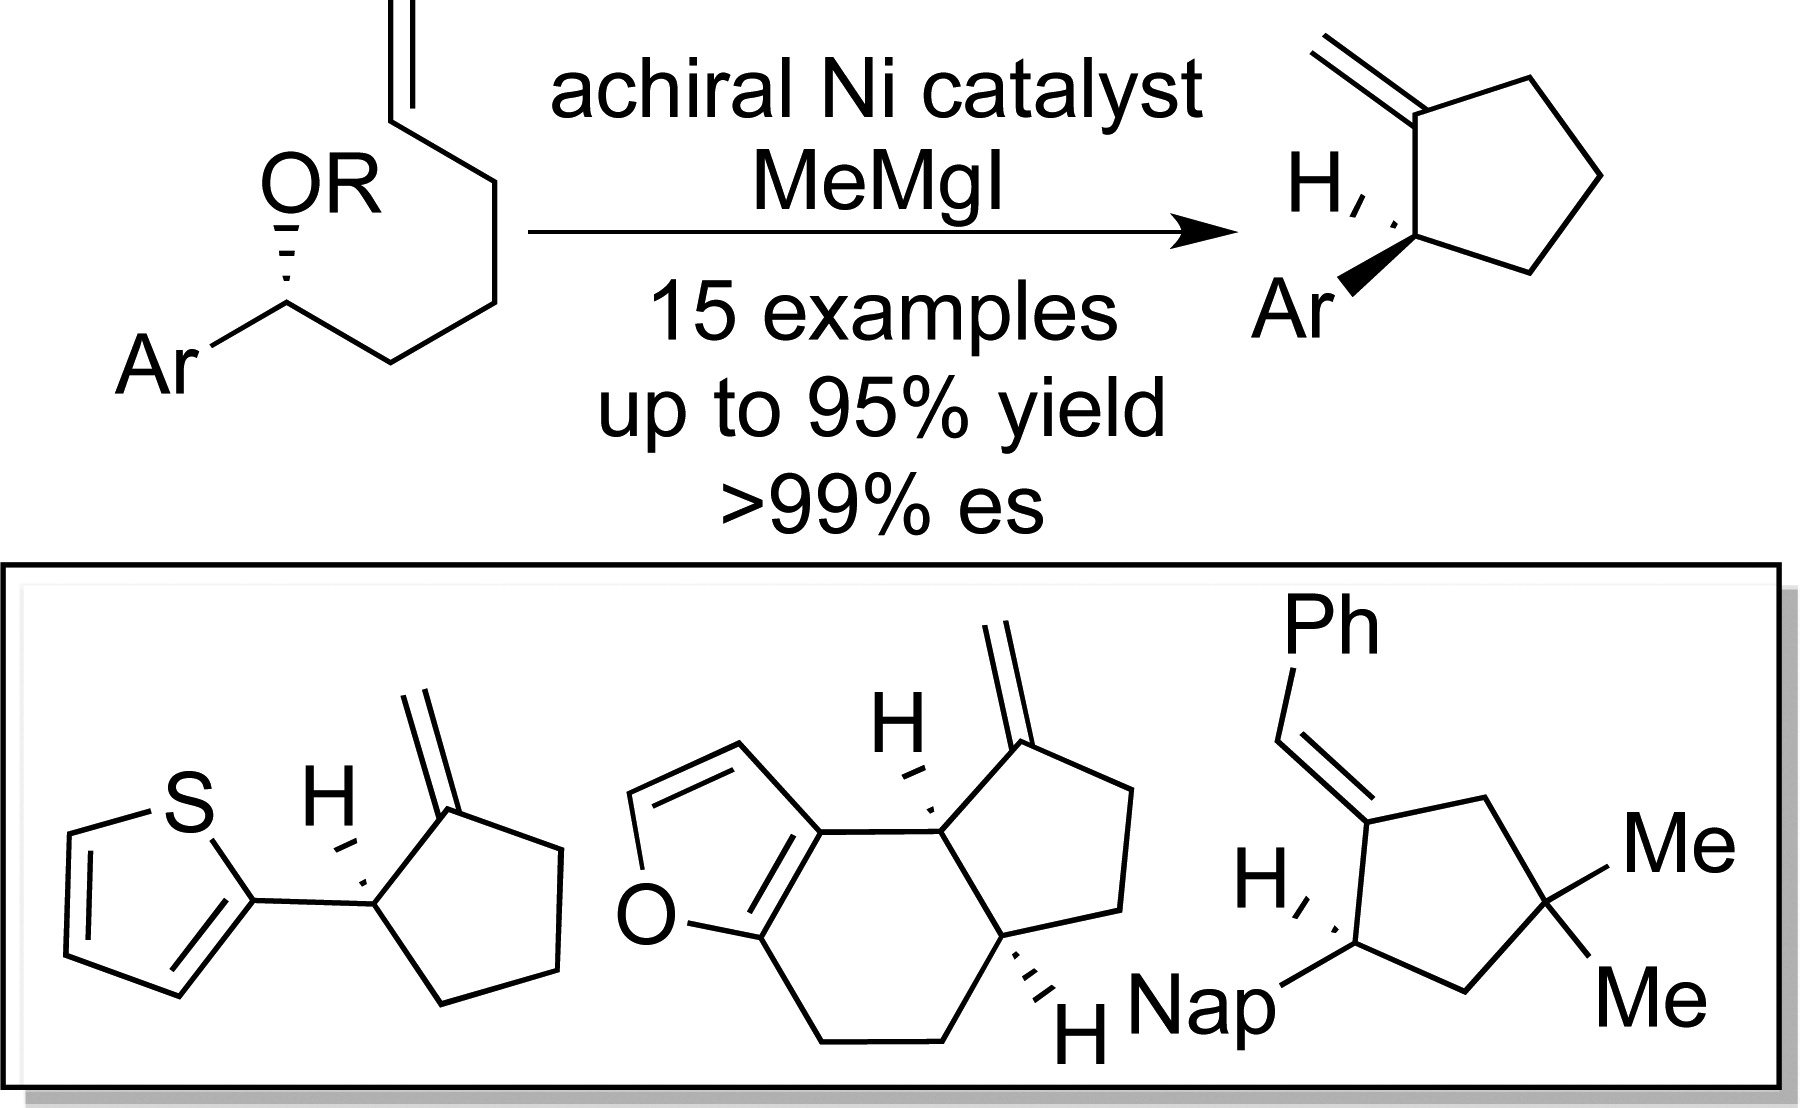 OR
Ar
achiral Ni catalyst
MeMgI
15 examples
up to 95% yield
>99% es
H
Ar
S
H
O
H
H
Ph
H
Nap
Me
Me